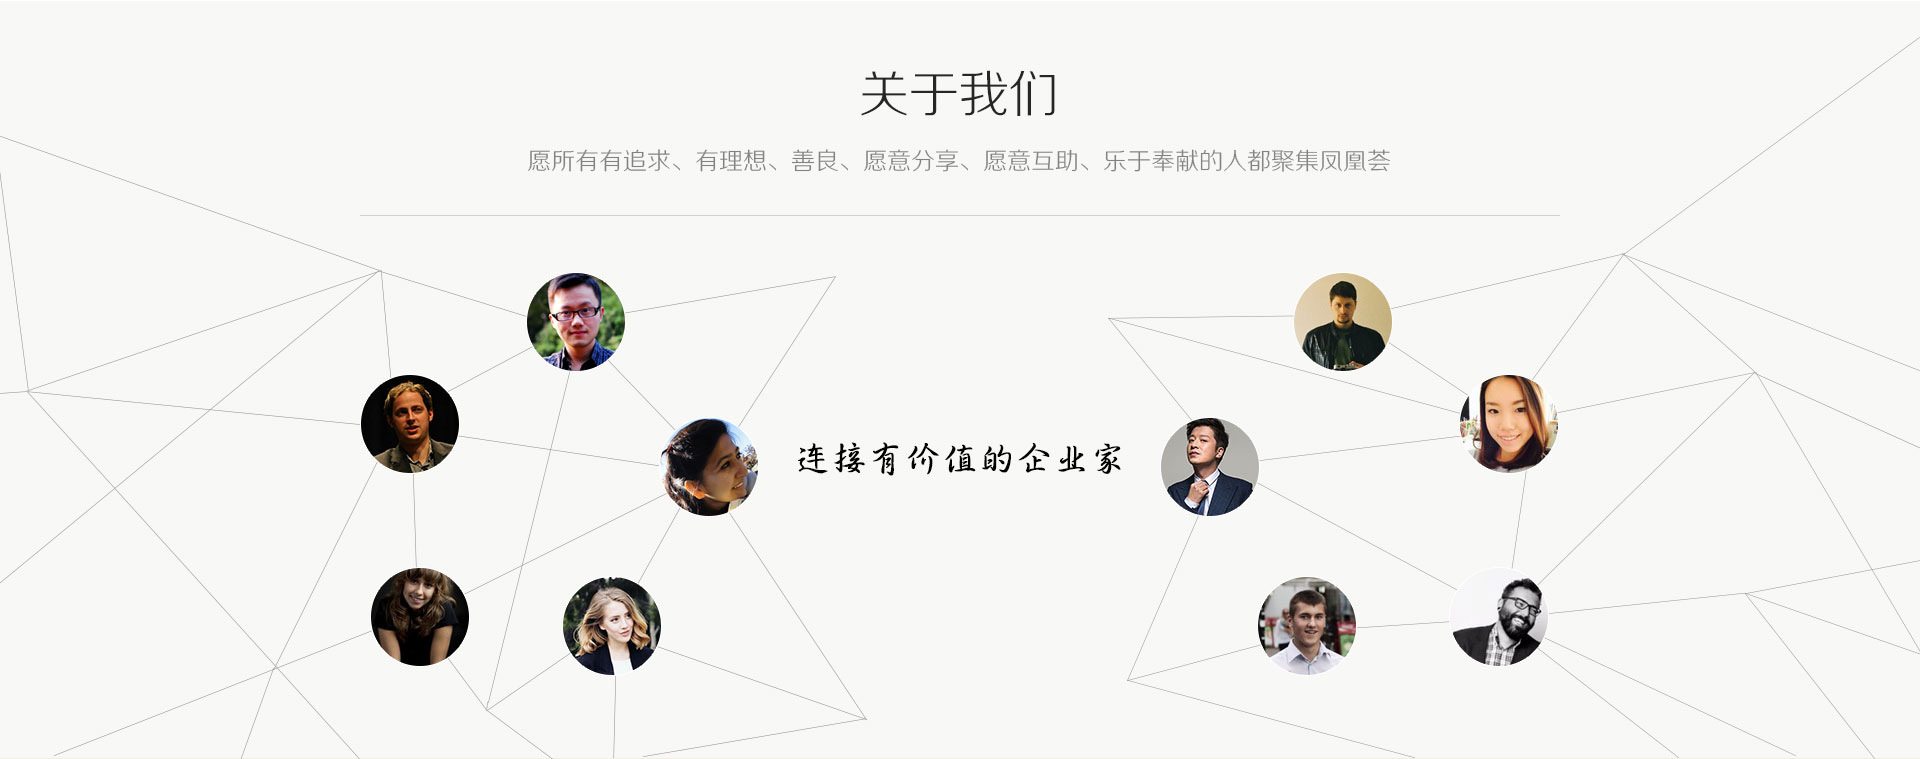 关于我们
愿所有有追求、有理想、善良、愿意分享、愿意互助、乐于奉献的人都聚集凤凰荟
连接有价值的企业家